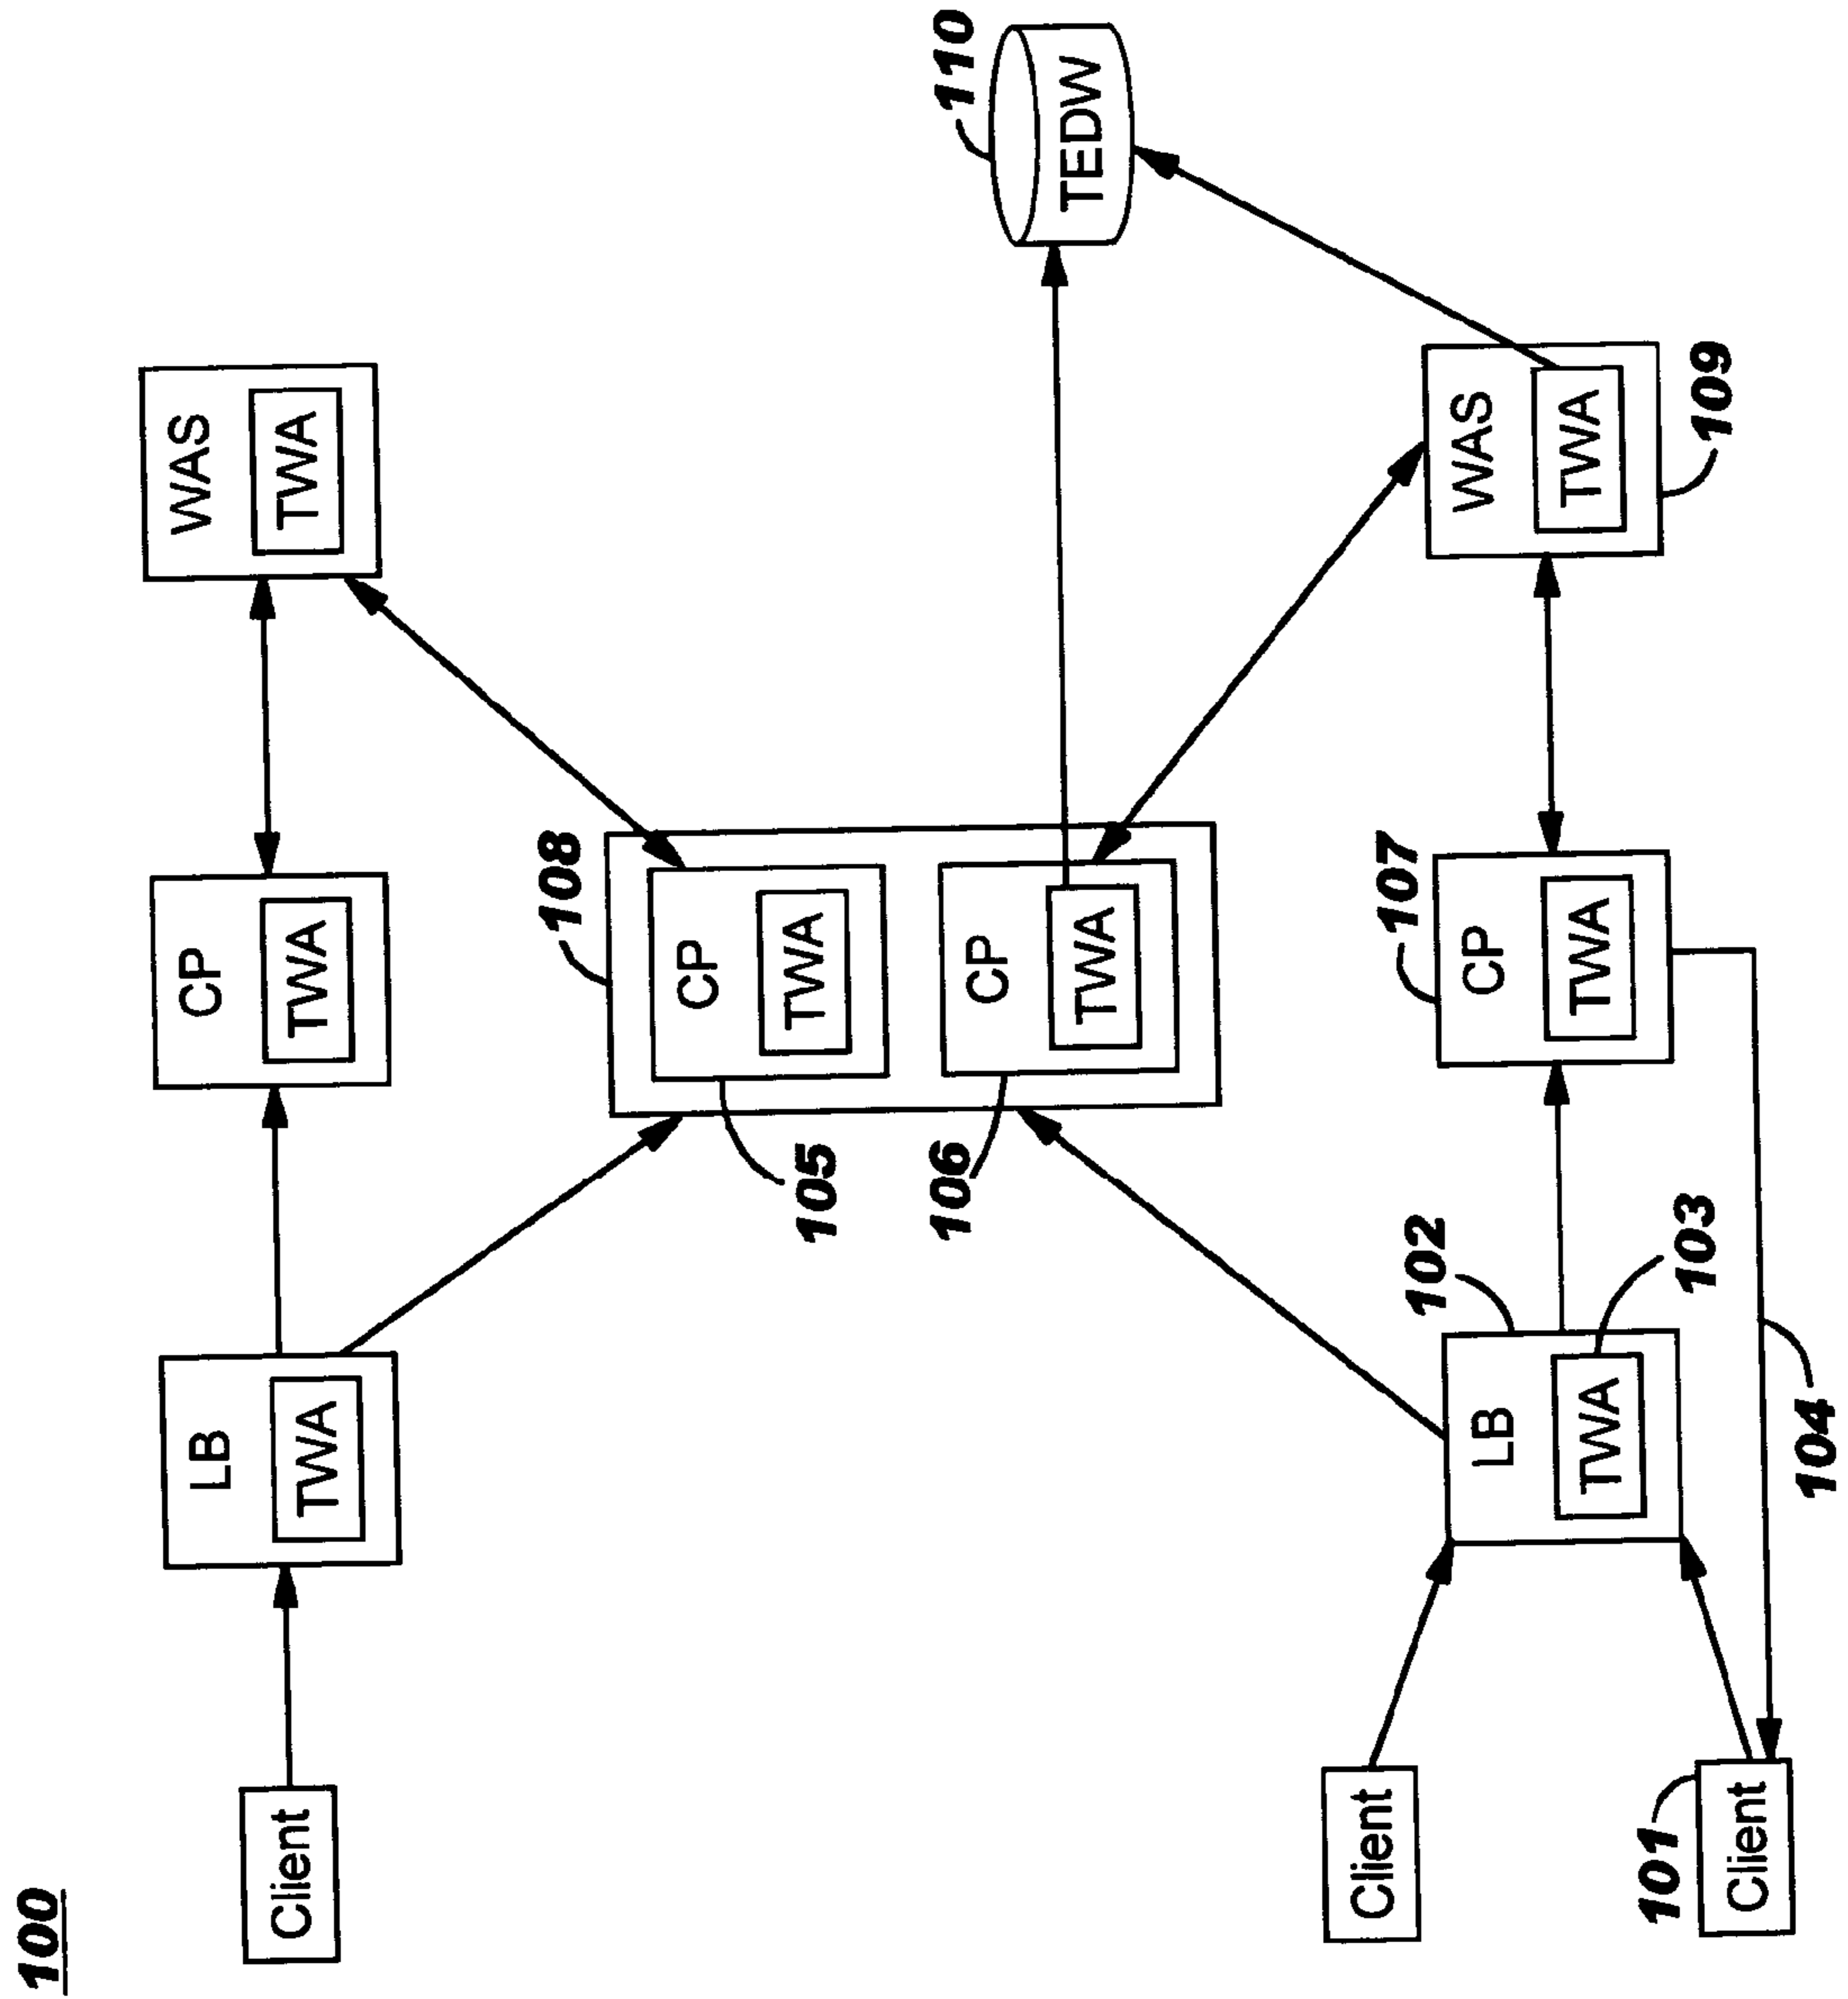 100
LB
CP
WAS
Client
TWA
TWA
TWA
108
CP
TWA
105
106
110
CP
TWA
TEDW
102
107
Client
LB
CP
WAS
TWA
TWA
TWA
101
103
109
Client
104